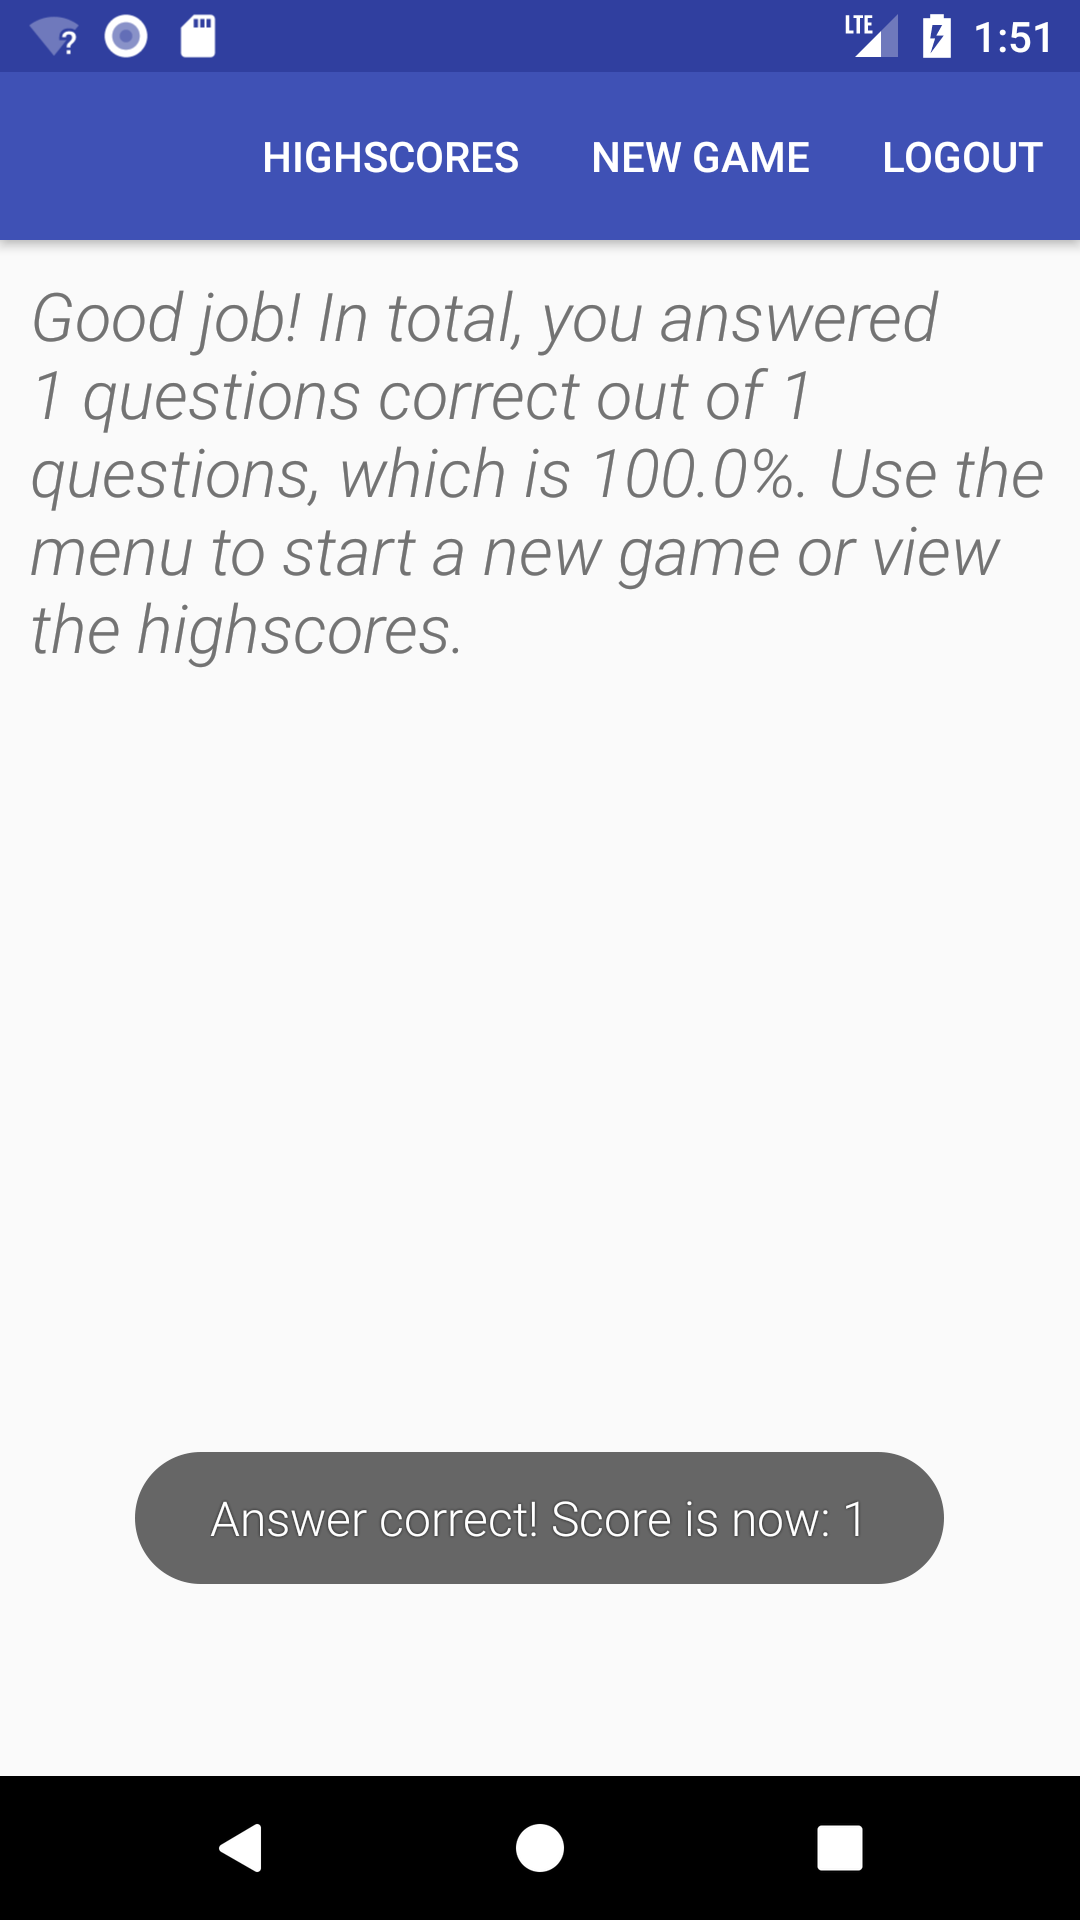 LTE 1:51
HIGHSCORES NEW GAME LOGOUT
Good job! In total, you answered
1 questions correct out of 1
questions, which is 100.0%. Use the
menu to start a new game or view
the highscores.
Answer correct! Score is now: 1